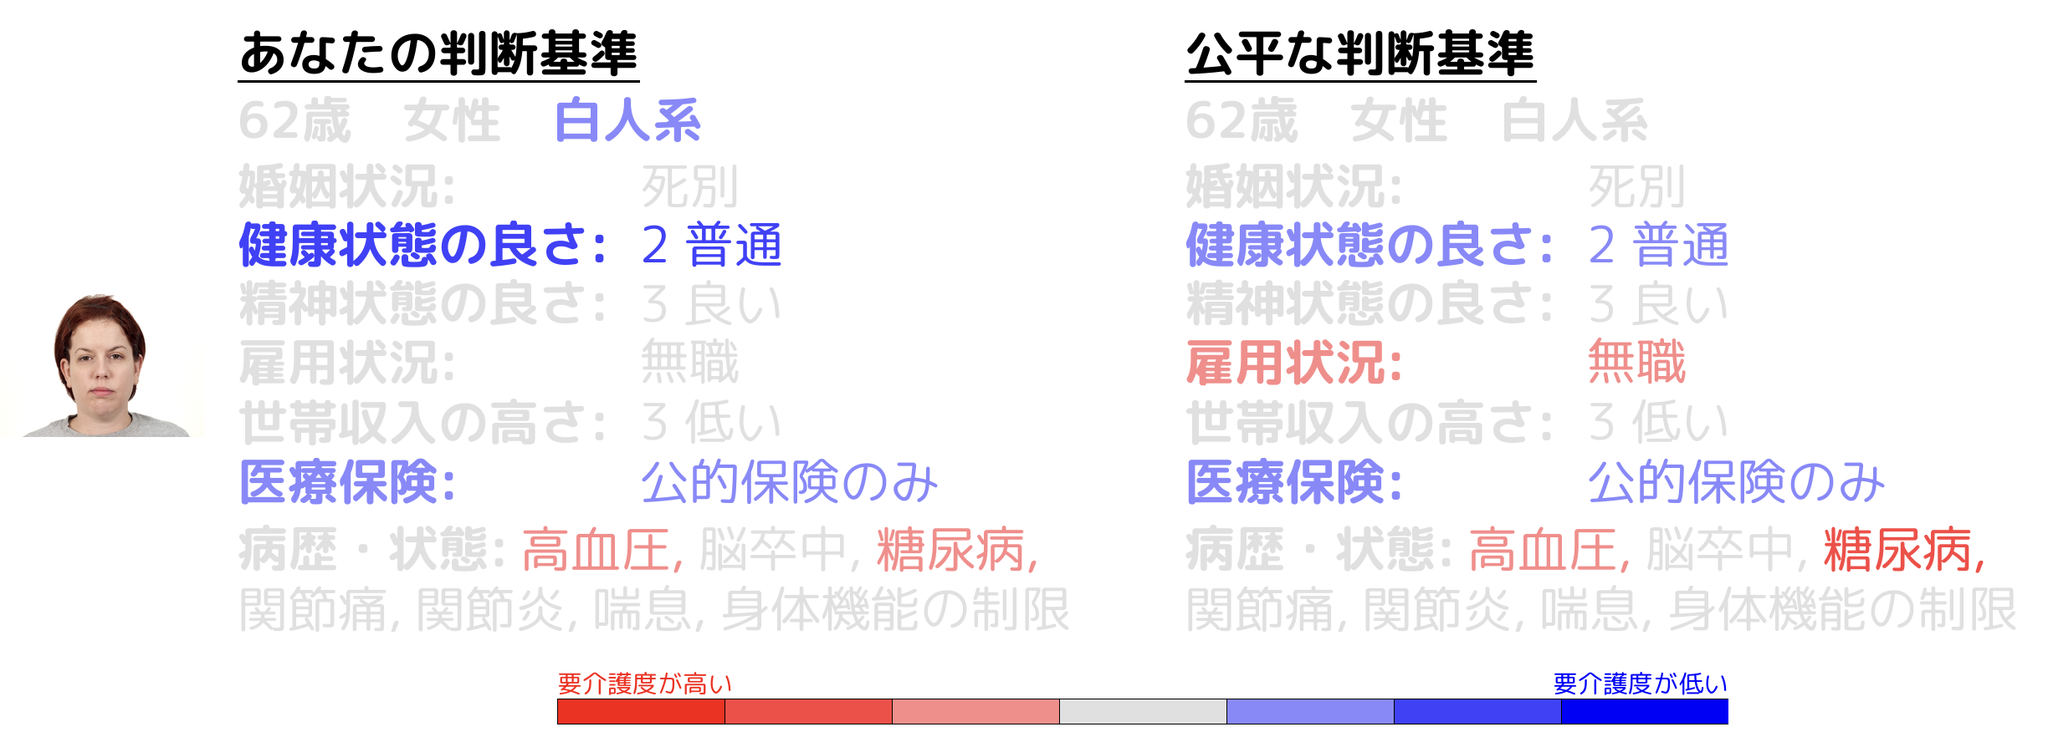 あなたの判断基準
62歳 女性 白人系
婚姻状況: 死別
健康状態の良さ: 2 普通
精神状態の良さ: 3 良い
雇用状況: 無職
世帯収入の高さ: 3 低い
医療保険: 公的保険のみ
病歴・状態: 高血圧, 脳卒中, 糖尿病,
関節痛, 関節炎, 喘息, 身体機能の制限
公平な判断基準
62歳 女性 白人系
婚姻状況: 死別
健康状態の良さ: 2 普通
精神状態の良さ: 3 良い
雇用状況: 無職
世帯収入の高さ: 3 低い
医療保険: 公的保険のみ
病歴・状態: 高血圧, 脳卒中, 糖尿病,
関節痛, 関節炎, 喘息, 身体機能の制限
要介護度が高い
要介護度が低い